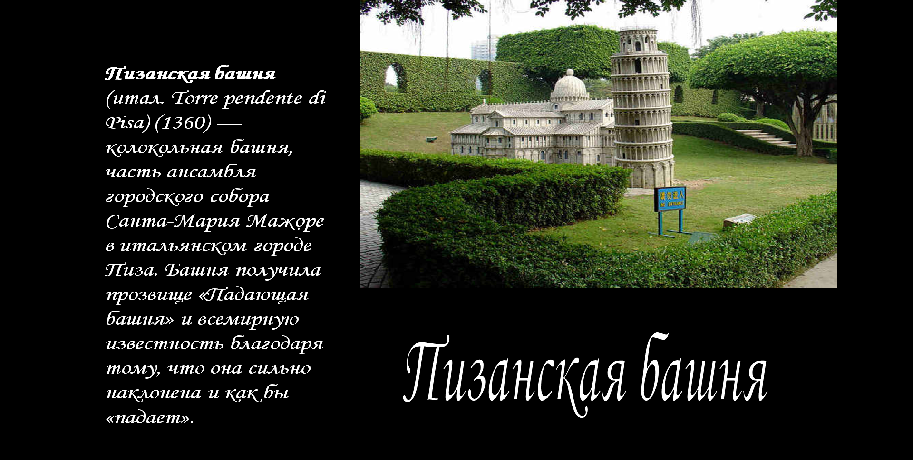 Пизанская башня
(итал. Torre pendente di
Pisa) (1360) —
колокольная башня,
часть ансамбля
городского собора
Санта-Мария Мажоре
в итальянском городе
Пиза. Башня получила
прозвище «Падающая
башня» и всемирную
известность благодаря
тому, что она сильно
наклонена и как бы
«падает».
Пизанская башня